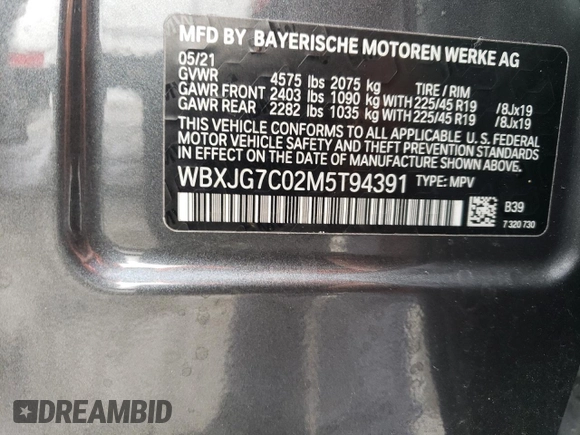 MFD BY BAYERISCHE MOTOREN WERKE AG
05/21
GVWR 4575 lbs 2075 kg TIRE / RIM
GAWR FRONT 2403 lbs 1090 kg WITH 225/45 R19 /8Jx19
GAWR REAR 2282 lbs 1035 kg WITH 225/45 R19 /8Jx19
THIS VEHICLE CONFORMS TO ALL APPLICABLE U. S. FEDERAL
MOTOR VEHICLE SAFETY AND THEFT PREVENTION STANDARDS
IN EFFECT ON THE DATE OF MANUFACTURE SHOWN ABOVE.
WBXJG7C02M5T94391 TYPE: MPV
B39
7 320 730
DREAMBID